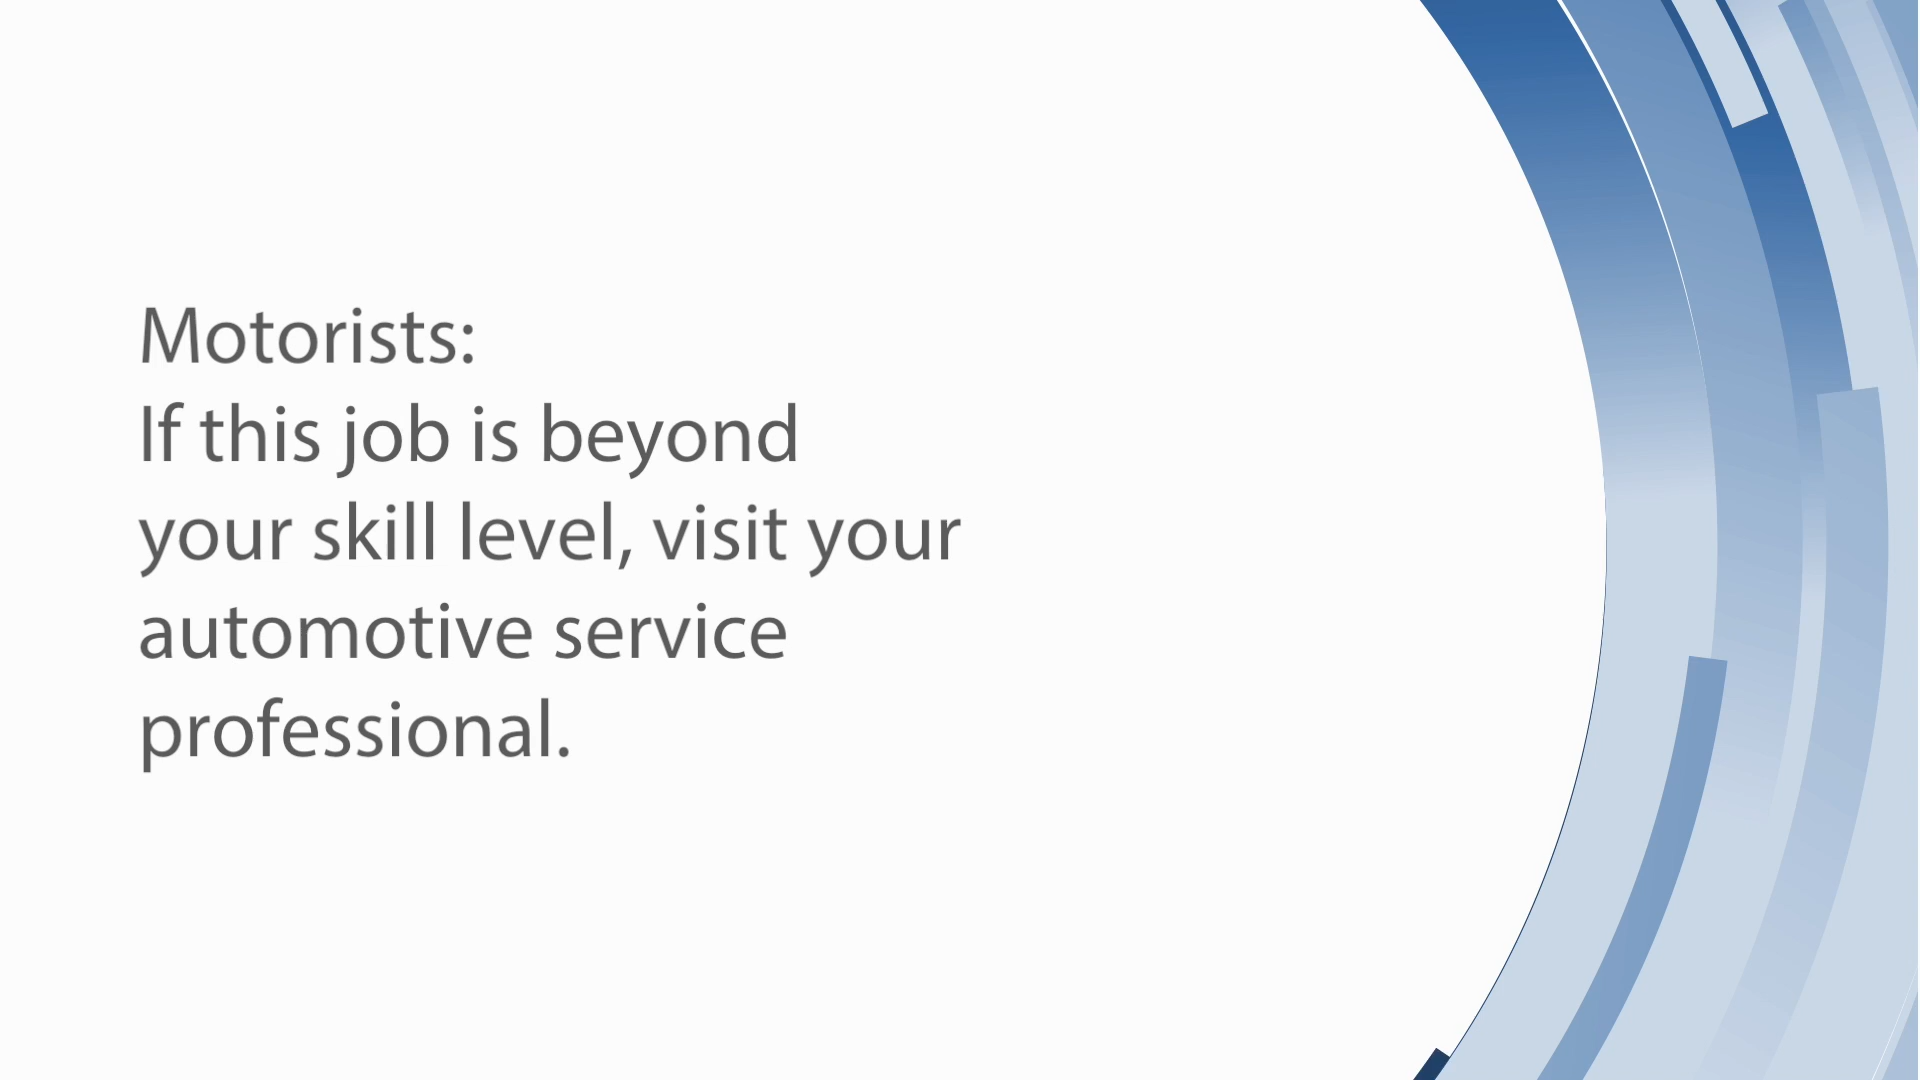 Motorists:
If this job is beyond
your skill level, visit your
automotive service
professional.